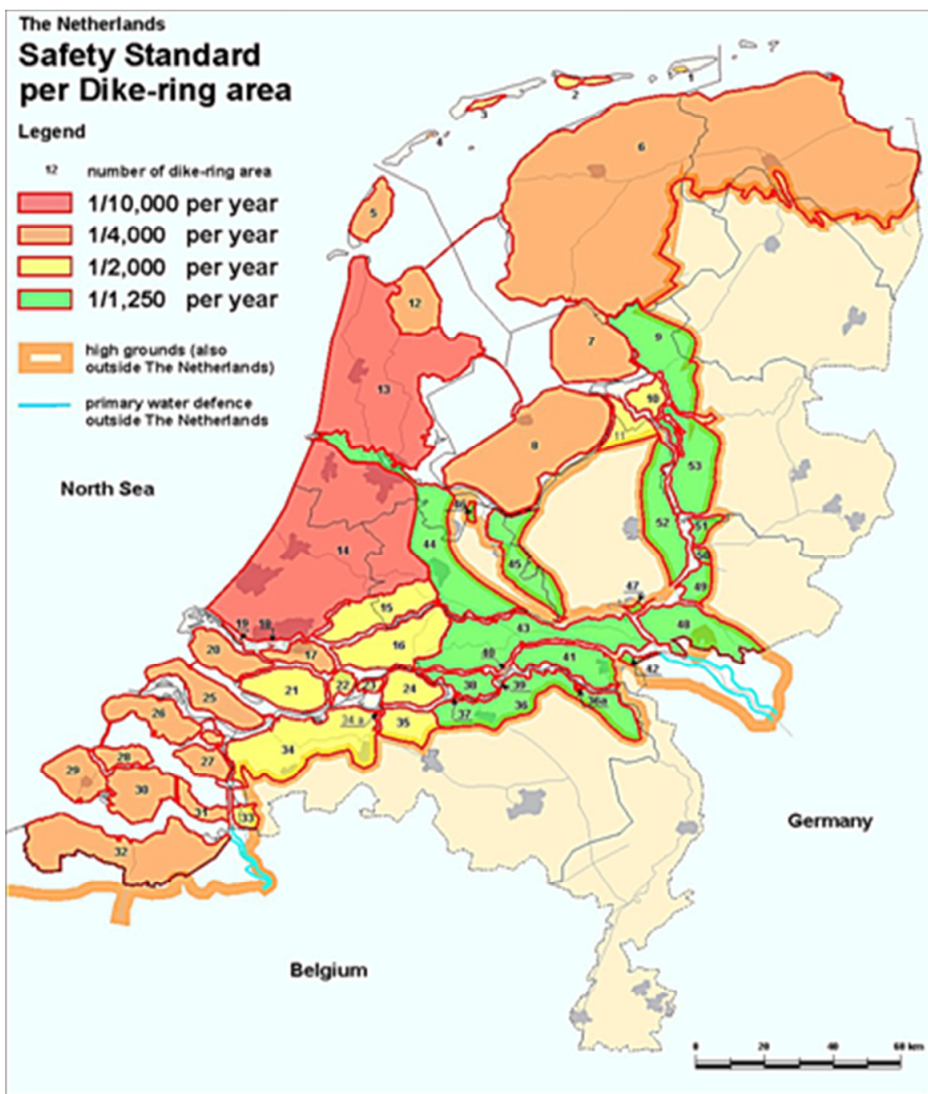 The Netherlands
Safety Standard
per Dike-ring area
Legend
12 number of dike-ring area
1/10,000 per year
1/4,000 per year
1/2,000 per year
1/1,250 per year
high grounds (also
outside The Netherlands)
primary water defence
outside The Netherlands
North Sea
Germany
Belgium
1
2
3
4
5
6
7
8
9
10
11
12
13
14
15
16
17
18
19
20
21
22
23
24
25
26
27
28
29
30
31
32
33
34
34 a
35
36
37
38
39
40
41
42
43
44
45
47
48
49
51
52
53
0 20 40 60 km